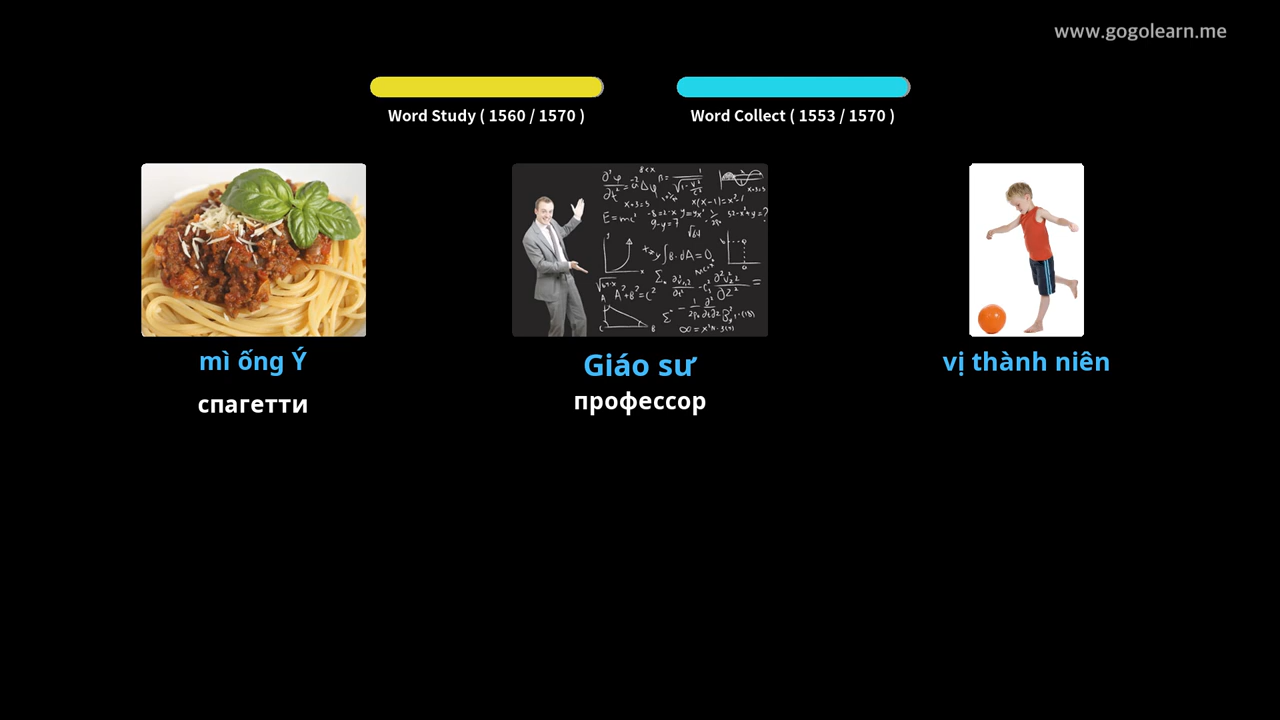 www.gogolearn.me
Word Study ( 1560 / 1570 )
Word Collect ( 1553 / 1570 )
mì ống Ý
спагетти
Giáo sư
профессор
vị thành niên